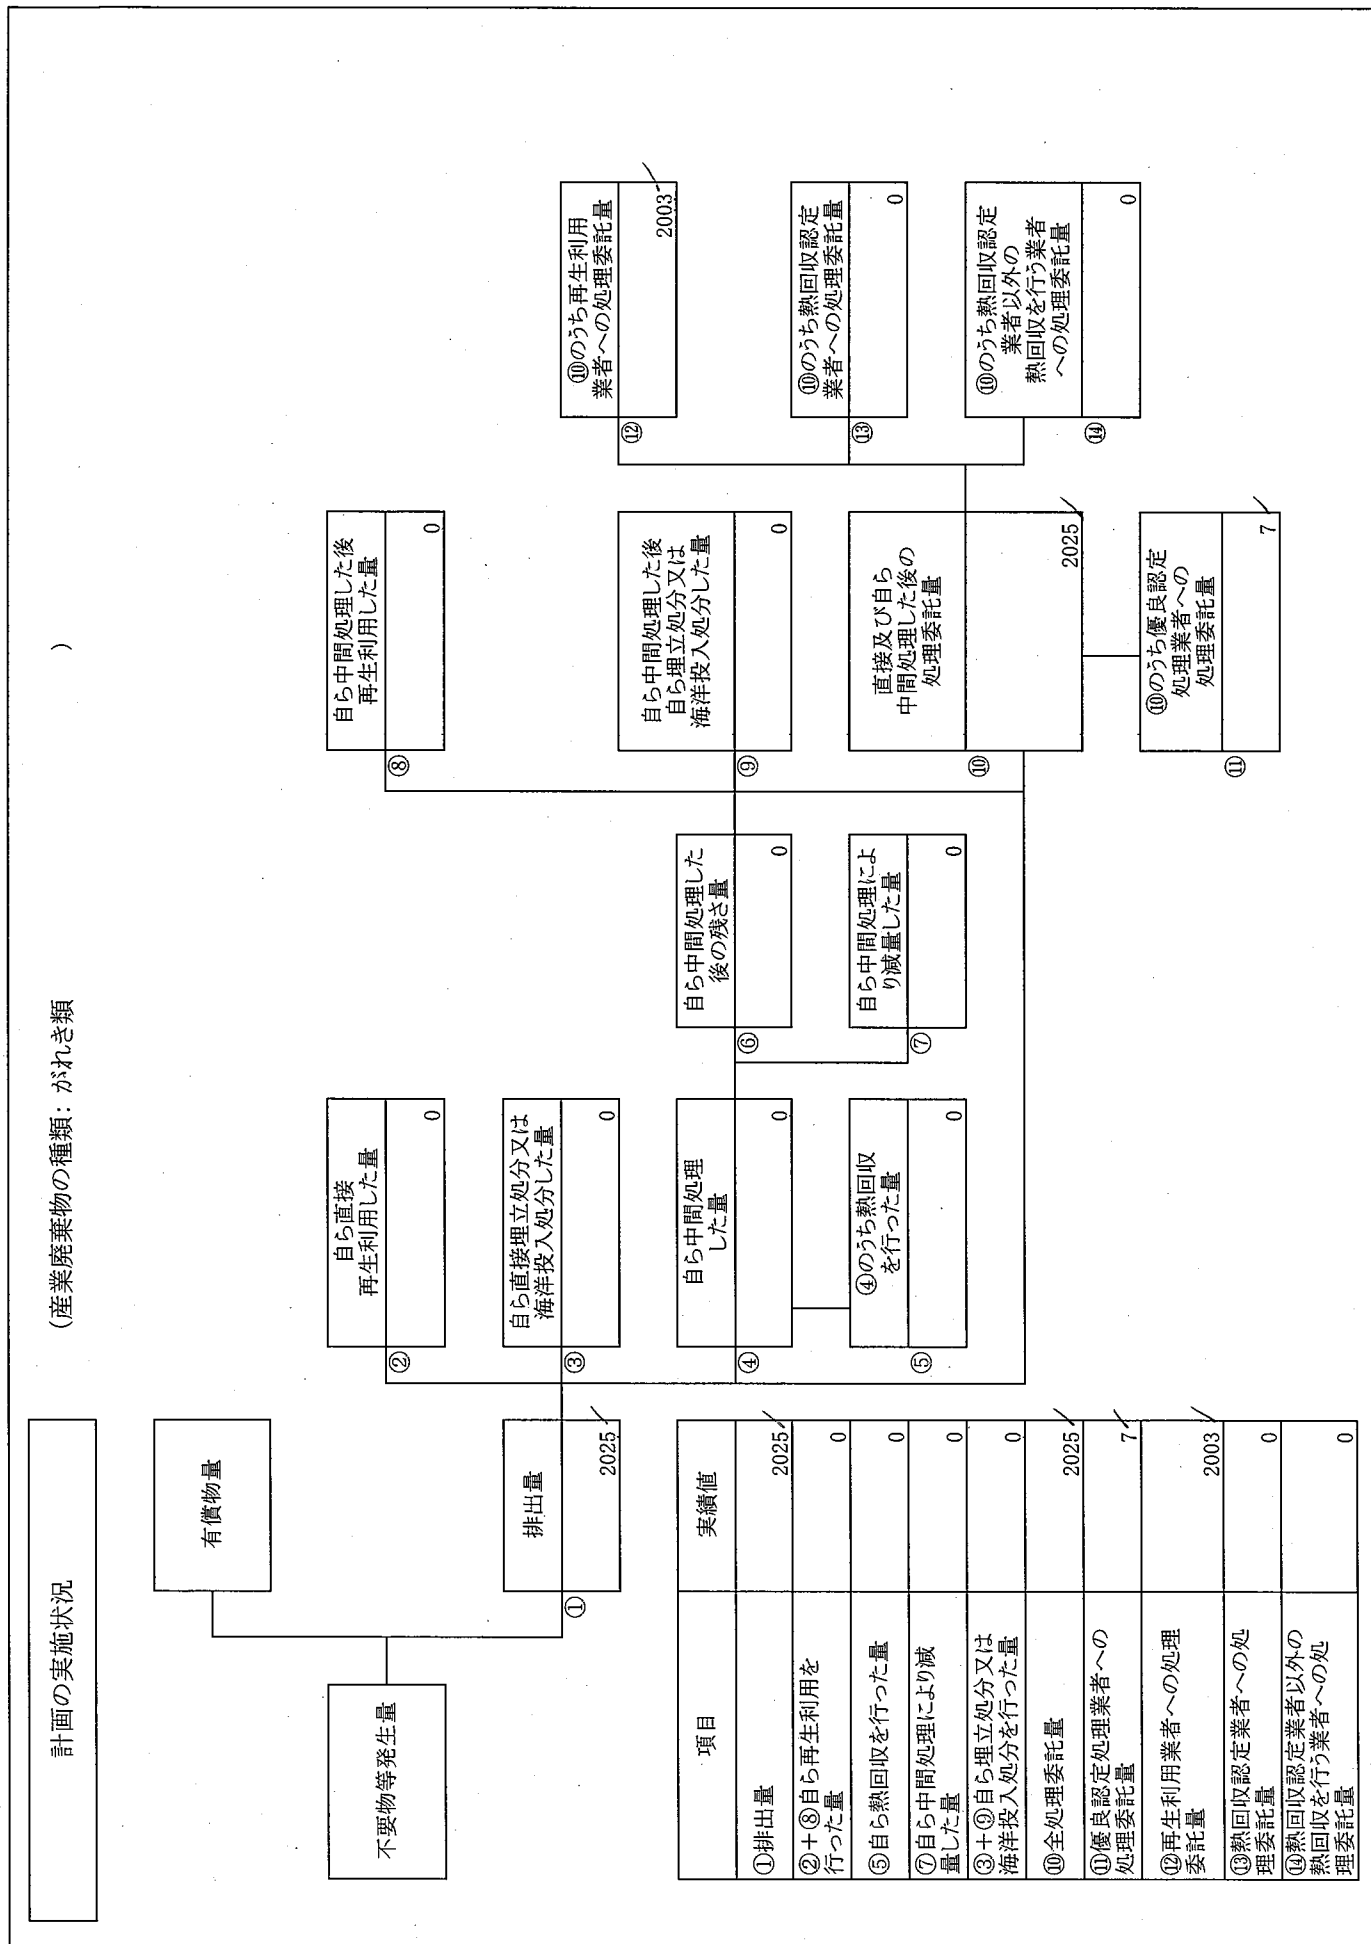 計画の実施状況
(産業廃棄物の種類: がれき類 )
不要物等発生量
有償物量
①
排出量
2025
②
自ら直接
再生利用した量
0
③
自ら直接埋立処分又は
海洋投入処分した量
0
④
自ら中間処理
した量
0
⑤
④のうち熱回収
を行った量
0
⑥
自ら中間処理した
後の残さ量
0
⑦
自ら中間処理によ
り減量した量
0
⑧
自ら中間処理した後
再生利用した量
0
⑨
自ら中間処理した後
自ら埋立処分又は
海洋投入処分した量
0
⑩
直接及び自ら
中間処理した後の
処理委託量
2025
⑪
⑩のうち優良認定
処理業者への
処理委託量
7
⑫
⑩のうち再生利用
業者への処理委託量
2003
⑬
⑩のうち熱回収認定
業者への処理委託量
0
⑭
⑩のうち熱回収認定
業者以外の
熱回収を行う業者
への処理委託量
0
項目 実績値
①排出量 2025
②+⑧自ら再生利用を
行った量 0
⑤自ら熱回収を行った量 0
⑦自ら中間処理により減
量した量 0
③+⑨自ら埋立処分又は
海洋投入処分を行った量 0
⑩全処理委託量 2025
⑪優良認定処理業者への
処理委託量 7
⑫再生利用業者への処理
委託量 2003
⑬熱回収認定業者への処
理委託量 0
⑭熱回収認定業者以外の
熱回収を行う業者への処
理委託量 0